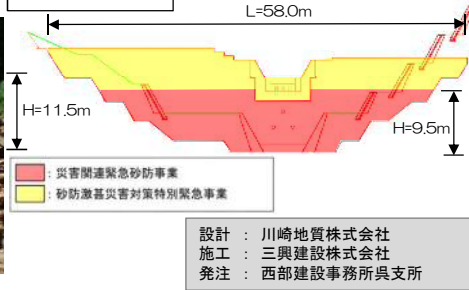 L=58.0m
H=11.5m
H=9.5m
：災害関連緊急砂防事業
：砂防激甚災害対策特別緊急事業
設計 ： 川崎地質株式会社
施工 ： 三興建設株式会社
発注 ： 西部建設事務所呉支所